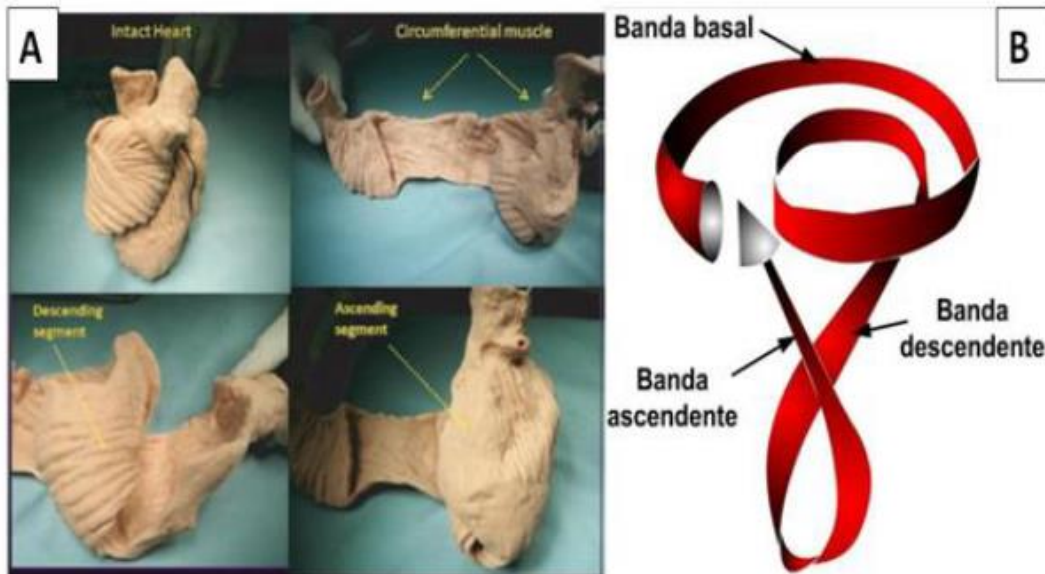 A
Intact Heart
Circumferential muscle
Descending
segment
Ascending
segment
B
Banda basal
Banda
descendente
Banda
ascendente